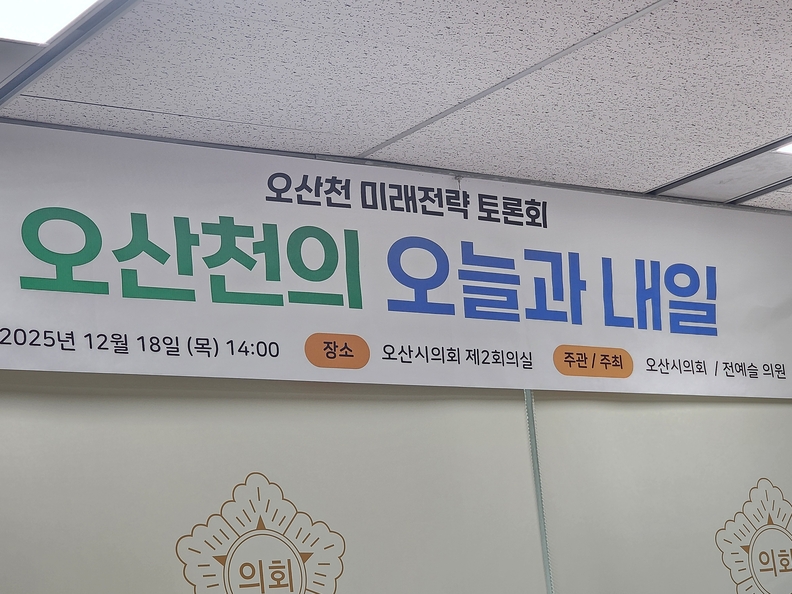 오산천 미래전략 토론회
오산천의 오늘과 내일
2025년 12월 18일 (목) 14:00 장소 오산시의회 제2회의실 주관 / 주최 오산시의회 / 전예슬 의원
의회 의회